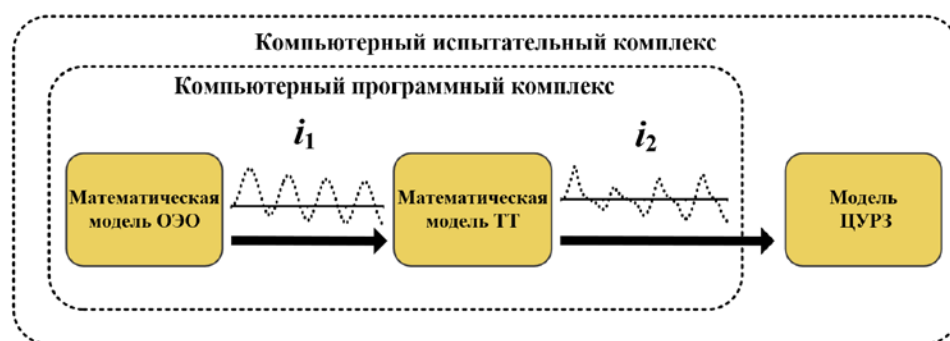 Компьютерный испытательный комплекс
Компьютерный программный комплекс
i1
i2
Математическая
модель ОЭО
Математическая
модель ТТ
Модель
ЦУРЗ